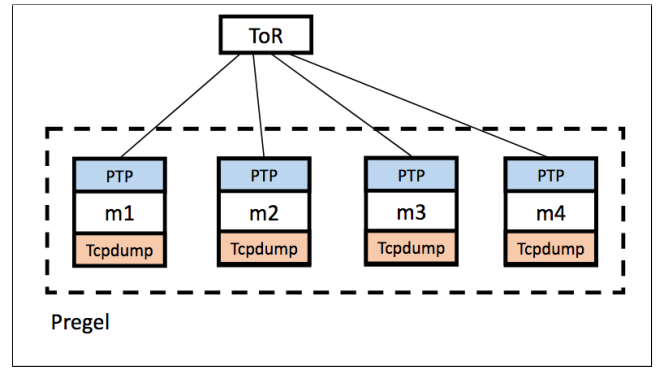 ToR
PTP PTP PTP PTP
m1 m2 m3 m4
Tcpdump Tcpdump Tcpdump Tcpdump
Pregel